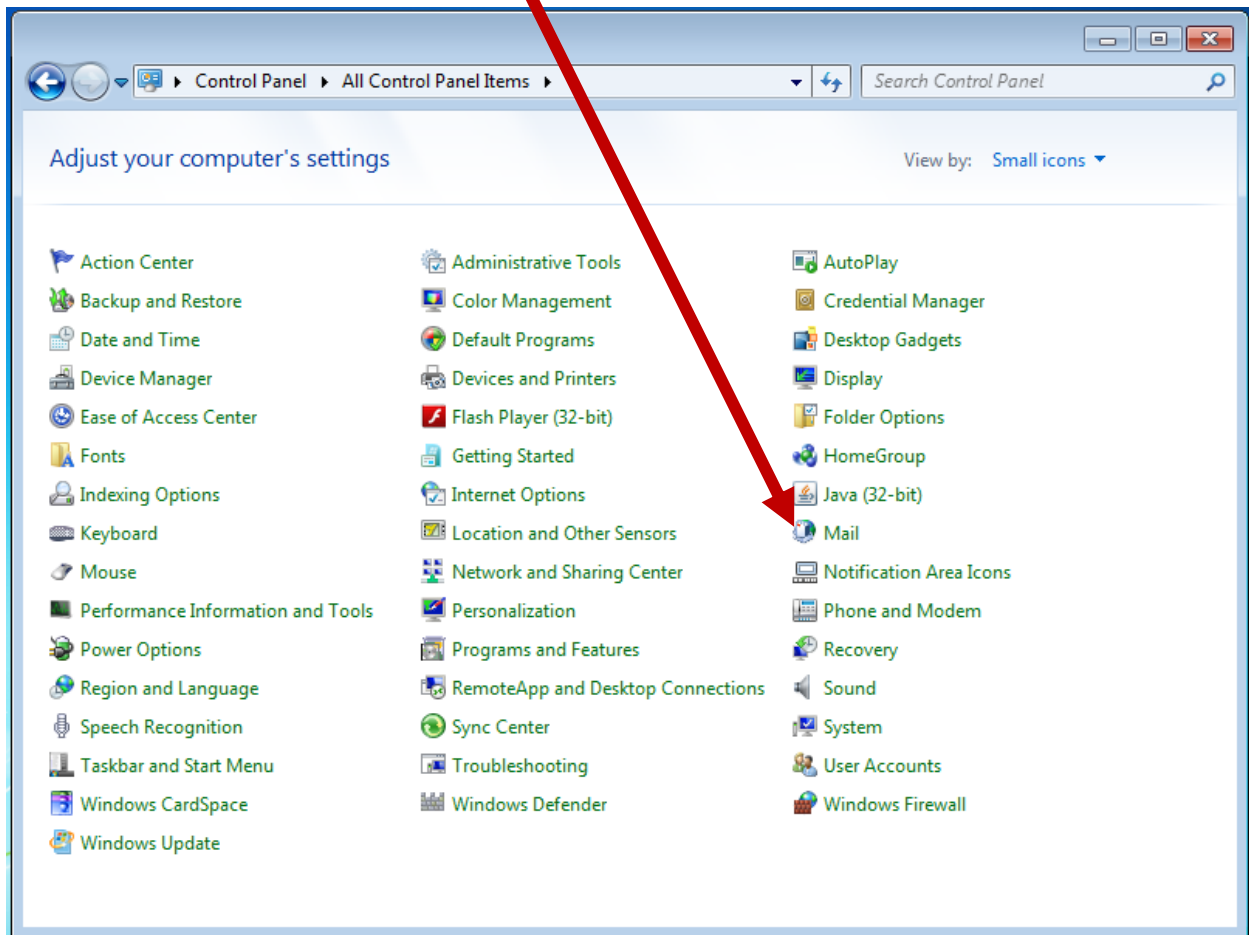 Control Panel All Control Panel Items Search Control Panel
Adjust your computer's settings View by: Small icons
Action Center Administrative Tools AutoPlay
Backup and Restore Color Management Credential Manager
Date and Time Default Programs Desktop Gadgets
Device Manager Devices and Printers Display
Ease of Access Center Flash Player (32-bit) Folder Options
Fonts Getting Started HomeGroup
Indexing Options Internet Options Java (32-bit)
Keyboard Location and Other Sensors Mail
Mouse Network and Sharing Center Notification Area Icons
Performance Information and Tools Personalization Phone and Modem
Power Options Programs and Features Recovery
Region and Language RemoteApp and Desktop Connections Sound
Speech Recognition Sync Center System
Taskbar and Start Menu Troubleshooting User Accounts
Windows CardSpace Windows Defender Windows Firewall
Windows Update